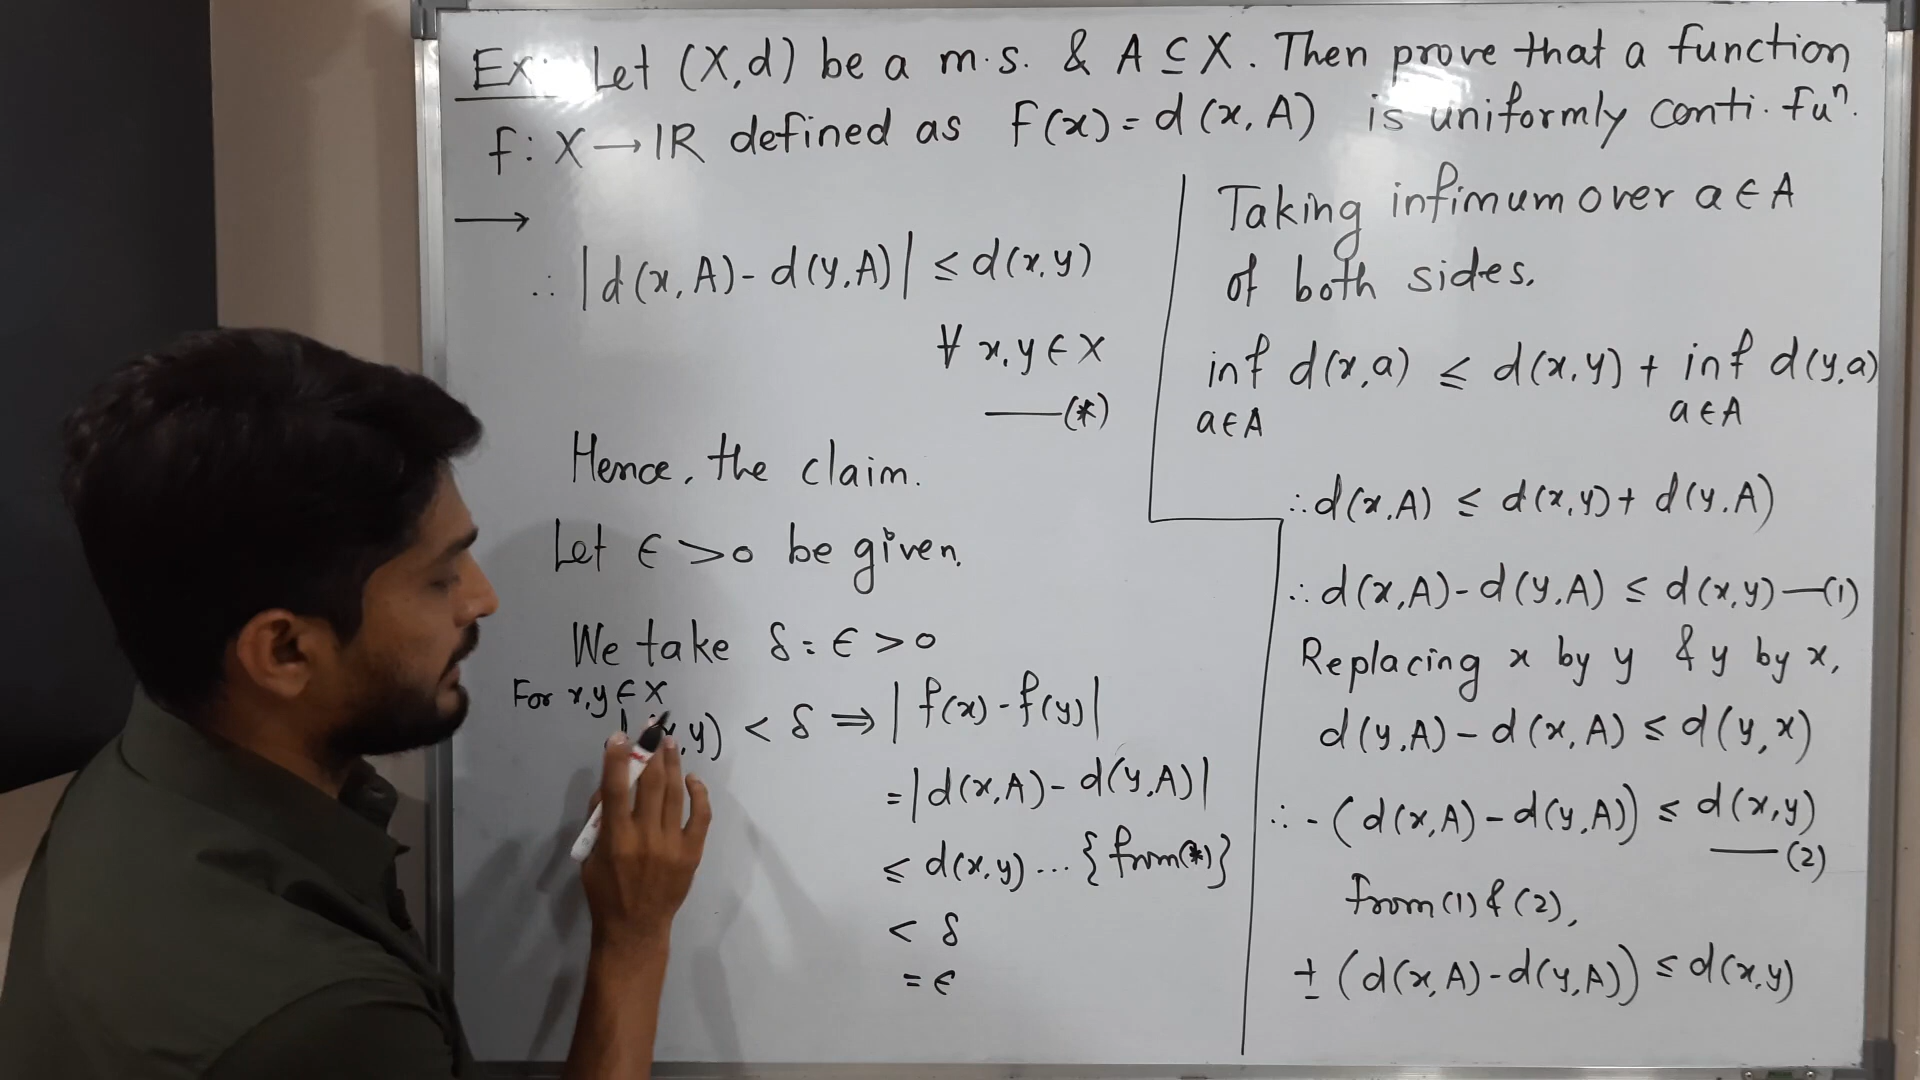 Ex: Let (X,d) be a m.s. & A ⊆ X. Then prove that a function
f: X → IR defined as f(x) = d(x,A) is uniformly conti. fuⁿ.
→
∴ |d(x,A) - d(y,A)| ≤ d(x,y)
∀ x,y ∈ X
—(*)
Hence, the claim.
Let ϵ > 0 be given.
We take δ = ϵ > 0
For x,y ∈ X
d(x,y) < δ ⇒ |f(x) - f(y)|
= |d(x,A) - d(y,A)|
≤ d(x,y) ... {from(*)}
< δ
= ϵ
Taking infimum over a ∈ A
of both sides,
inf d(x,a) ≤ d(x,y) + inf d(y,a)
a∈A a∈A
∴ d(x,A) ≤ d(x,y) + d(y,A)
∴ d(x,A) - d(y,A) ≤ d(x,y) —(1)
Replacing x by y & y by x,
d(y,A) - d(x,A) ≤ d(y,x)
∴ -(d(x,A) - d(y,A)) ≤ d(x,y)
—(2)
from (1) & (2),
± (d(x,A) - d(y,A)) ≤ d(x,y)